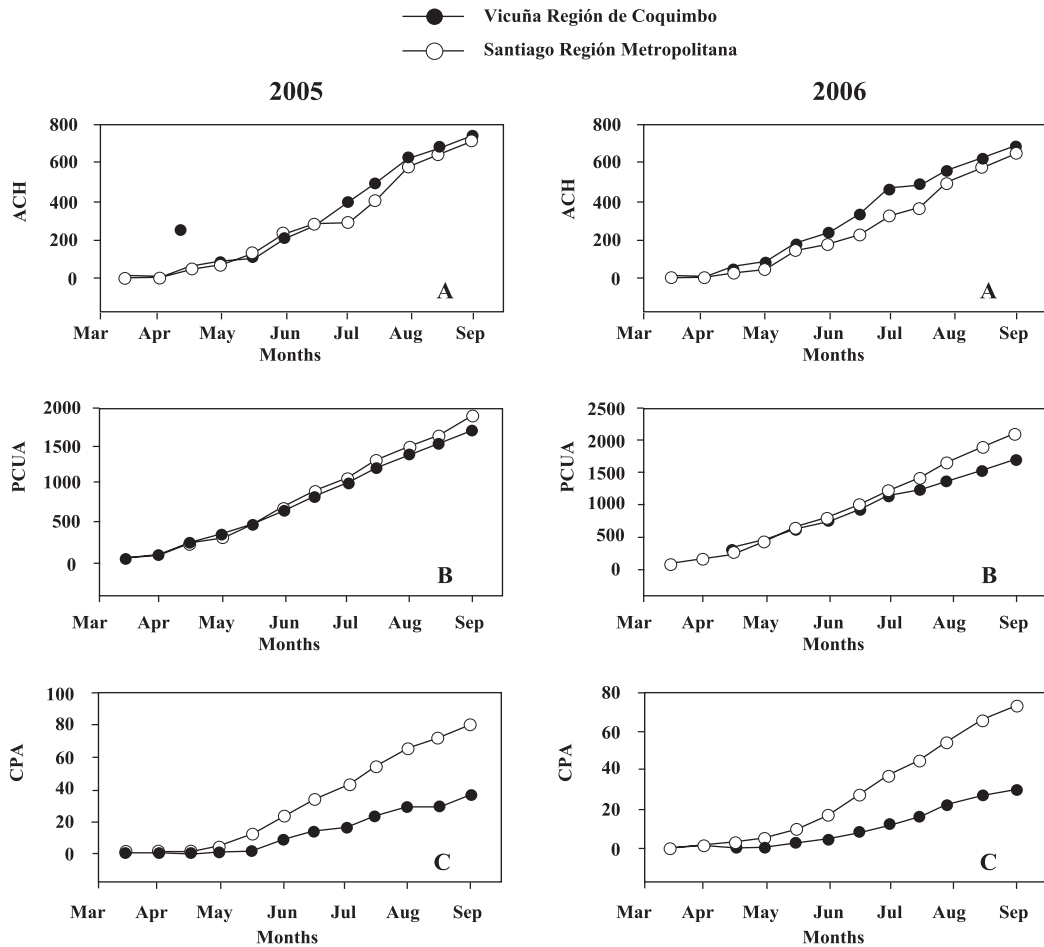 Vicuña Región de Coquimbo
Santiago Región Metropolitana
2005
2006
800
600
400
200
0
ACH
A
Mar Apr May Jun Jul Aug Sep
Months
800
600
400
200
0
ACH
A
Mar Apr May Jun Jul Aug Sep
Months
2000
1500
1000
500
0
PCUA
B
Mar Apr May Jun Jul Aug Sep
Months
2500
2000
1500
1000
500
0
PCUA
B
Mar Apr May Jun Jul Aug Sep
Months
100
80
60
40
20
0
CPA
C
Mar Apr May Jun Jul Aug Sep
Months
80
60
40
20
0
CPA
C
Mar Apr May Jun Jul Aug Sep
Months